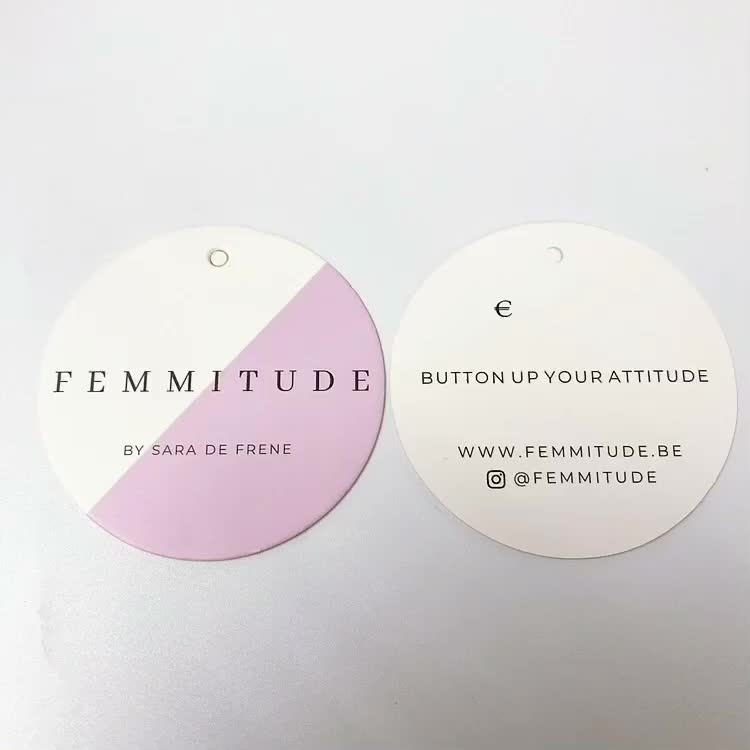 FEMMITUDE
BY SARA DE FRENE
€
BUTTON UP YOUR ATTITUDE
WWW.FEMMITUDE.BE
@FEMMITUDE